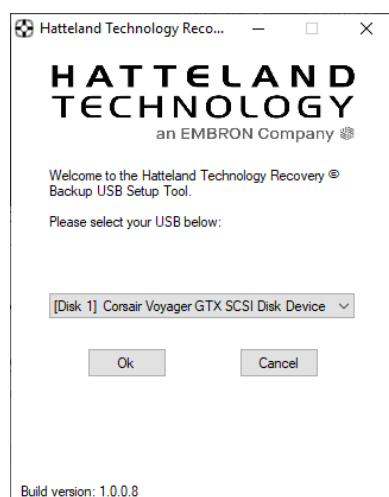 Hatteland Technology Reco...
HATTELAND
TECHNOLOGY
an EMBRON Company
Welcome to the Hatteland Technology Recovery ©
Backup USB Setup Tool.
Please select your USB below:
[Disk 1] Corsair Voyager GTX SCSI Disk Device
Ok Cancel
Build version: 1.0.0.8